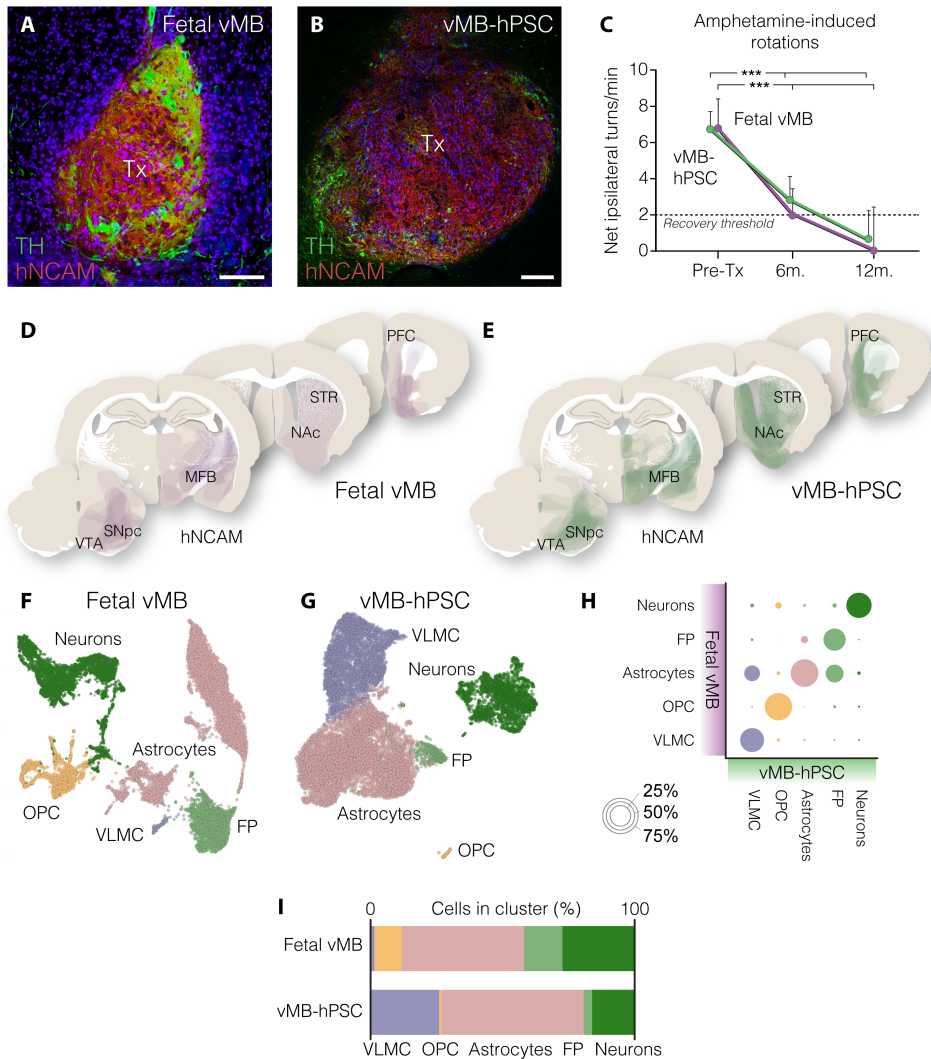 A
Fetal vMB
Tx
TH
hNCAM
B
vMB-hPSC
Tx
TH
hNCAM
C
Amphetamine-induced
rotations
***
***
10
8
6
4
2
0
Net ipsilateral turns/min
Fetal vMB
vMB-
hPSC
Recovery threshold
Pre-Tx
6m.
12m.
D
PFC
STR
NAc
MFB
SNpc
VTA
hNCAM
Fetal vMB
E
PFC
STR
NAc
MFB
SNpc
VTA
hNCAM
vMB-hPSC
F
Fetal vMB
Neurons
Astrocytes
OPC
VLMC
FP
G
vMB-hPSC
VLMC
Neurons
FP
Astrocytes
OPC
H
Fetal vMB
Neurons
FP
Astrocytes
OPC
VLMC
vMB-hPSC
VLMC
OPC
Astrocytes
FP
Neurons
25%
50%
75%
I
0 Cells in cluster (%) 100
Fetal vMB
vMB-hPSC
VLMC OPC Astrocytes FP Neurons